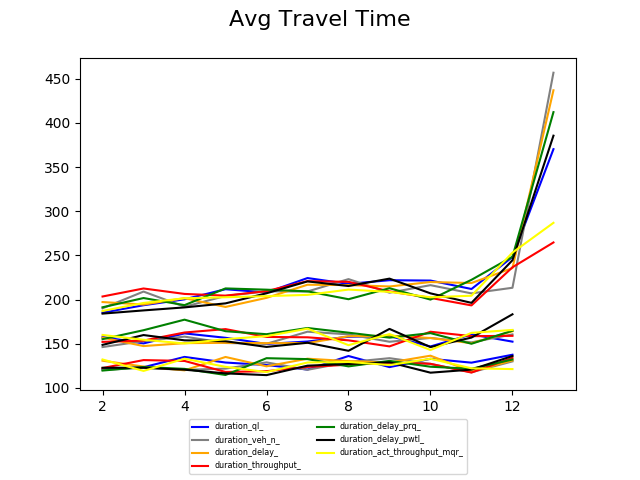 Avg Travel Time
450
400
350
300
250
200
150
100
2 4 6 8 10 12
duration_ql_
duration_veh_n_
duration_delay_
duration_throughput_
duration_delay_prq_
duration_delay_pwtl_
duration_act_throughput_mqr_